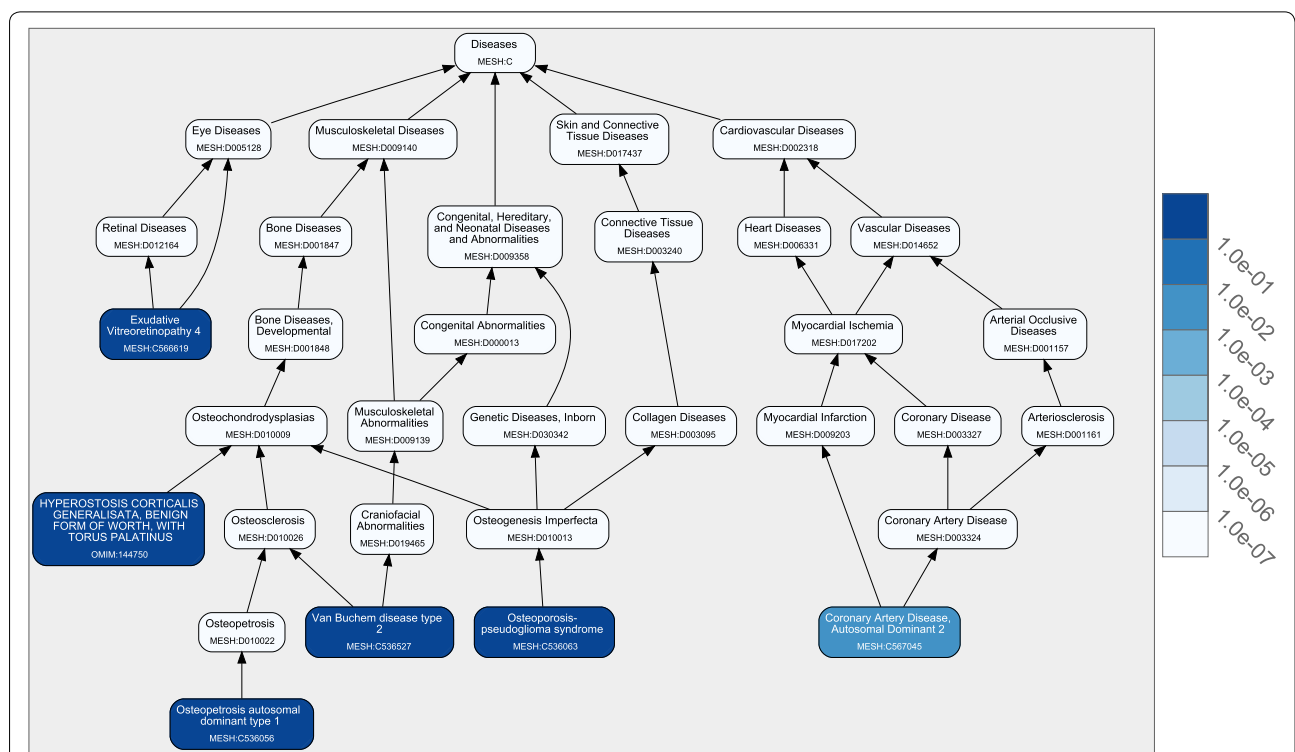 Diseases
MESH:C
Eye Diseases
MESH:D005128
Musculoskeletal Diseases
MESH:D009140
Skin and Connective
Tissue Diseases
MESH:D017437
Cardiovascular Diseases
MESH:D002318
Retinal Diseases
MESH:D012164
Bone Diseases
MESH:D001847
Congenital, Hereditary,
and Neonatal Diseases
and Abnormalities
MESH:D009358
Connective Tissue
Diseases
MESH:D003240
Heart Diseases
MESH:D006331
Vascular Diseases
MESH:D014652
Exudative
Vitreoretinopathy 4
MESH:C566619
Bone Diseases,
Developmental
MESH:D001848
Congenital Abnormalities
MESH:D000013
Myocardial Ischemia
MESH:D017202
Arterial Occlusive
Diseases
MESH:D001157
Osteochondrodysplasias
MESH:D010009
Musculoskeletal
Abnormalities
MESH:D009139
Genetic Diseases, Inborn
MESH:D030342
Collagen Diseases
MESH:D003095
Myocardial Infarction
MESH:D009203
Coronary Disease
MESH:D003327
Arteriosclerosis
MESH:D001161
HYPEROSTOSIS CORTICALIS
GENERALISATA, BENIGN
FORM OF WORTH, WITH
TORUS PALATINUS
OMIM:144750
Osteosclerosis
MESH:D010026
Craniofacial
Abnormalities
MESH:D019465
Osteogenesis Imperfecta
MESH:D010013
Coronary Artery Disease
MESH:D003324
Osteopetrosis
MESH:D010022
Van Buchem disease type
2
MESH:C536527
Osteoporosis-
pseudoglioma syndrome
MESH:C536063
Coronary Artery Disease,
Autosomal Dominant 2
MESH:C567045
Osteopetrosis autosomal
dominant type 1
MESH:C536056
1.0e-01
1.0e-02
1.0e-03
1.0e-04
1.0e-05
1.0e-06
1.0e-07